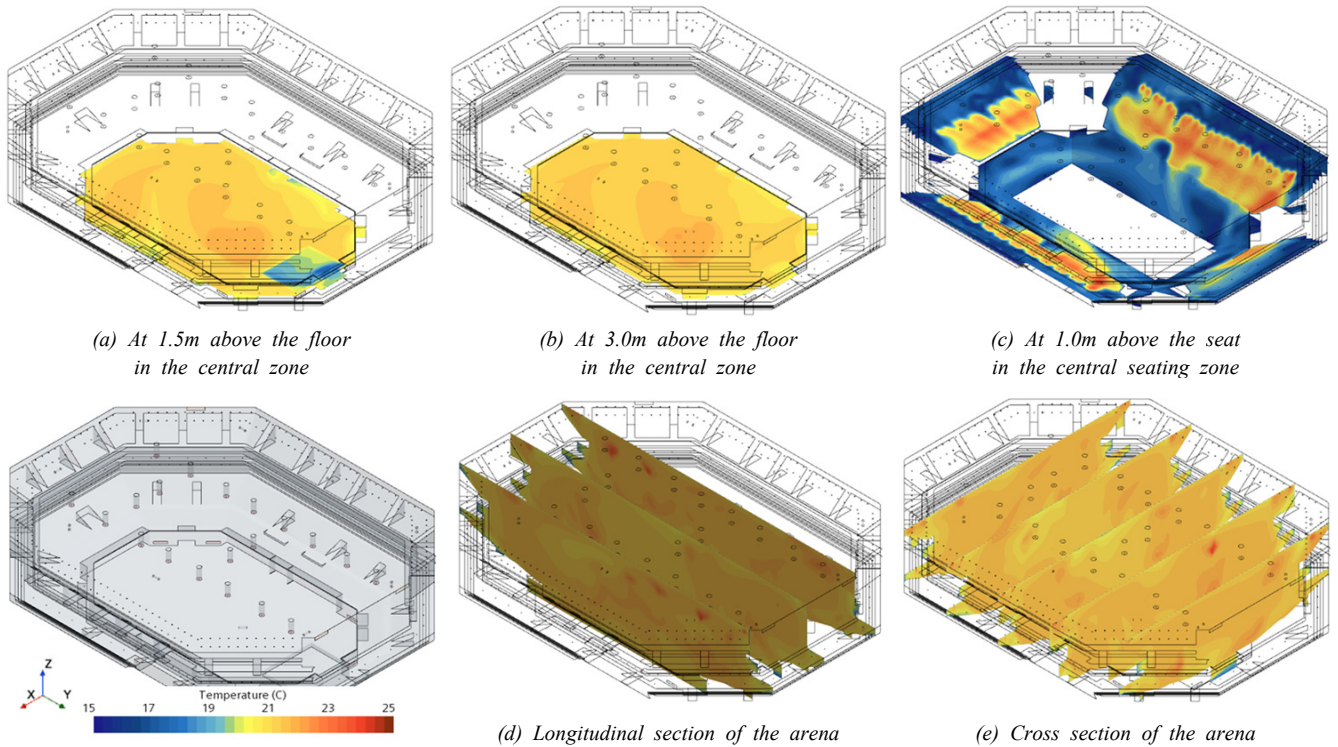 (a) At 1.5m above the floor
in the central zone
(b) At 3.0m above the floor
in the central zone
(c) At 1.0m above the seat
in the central seating zone
Z
X
Y
Temperature (C)
15 17 19 21 23 25
(d) Longitudinal section of the arena
(e) Cross section of the arena